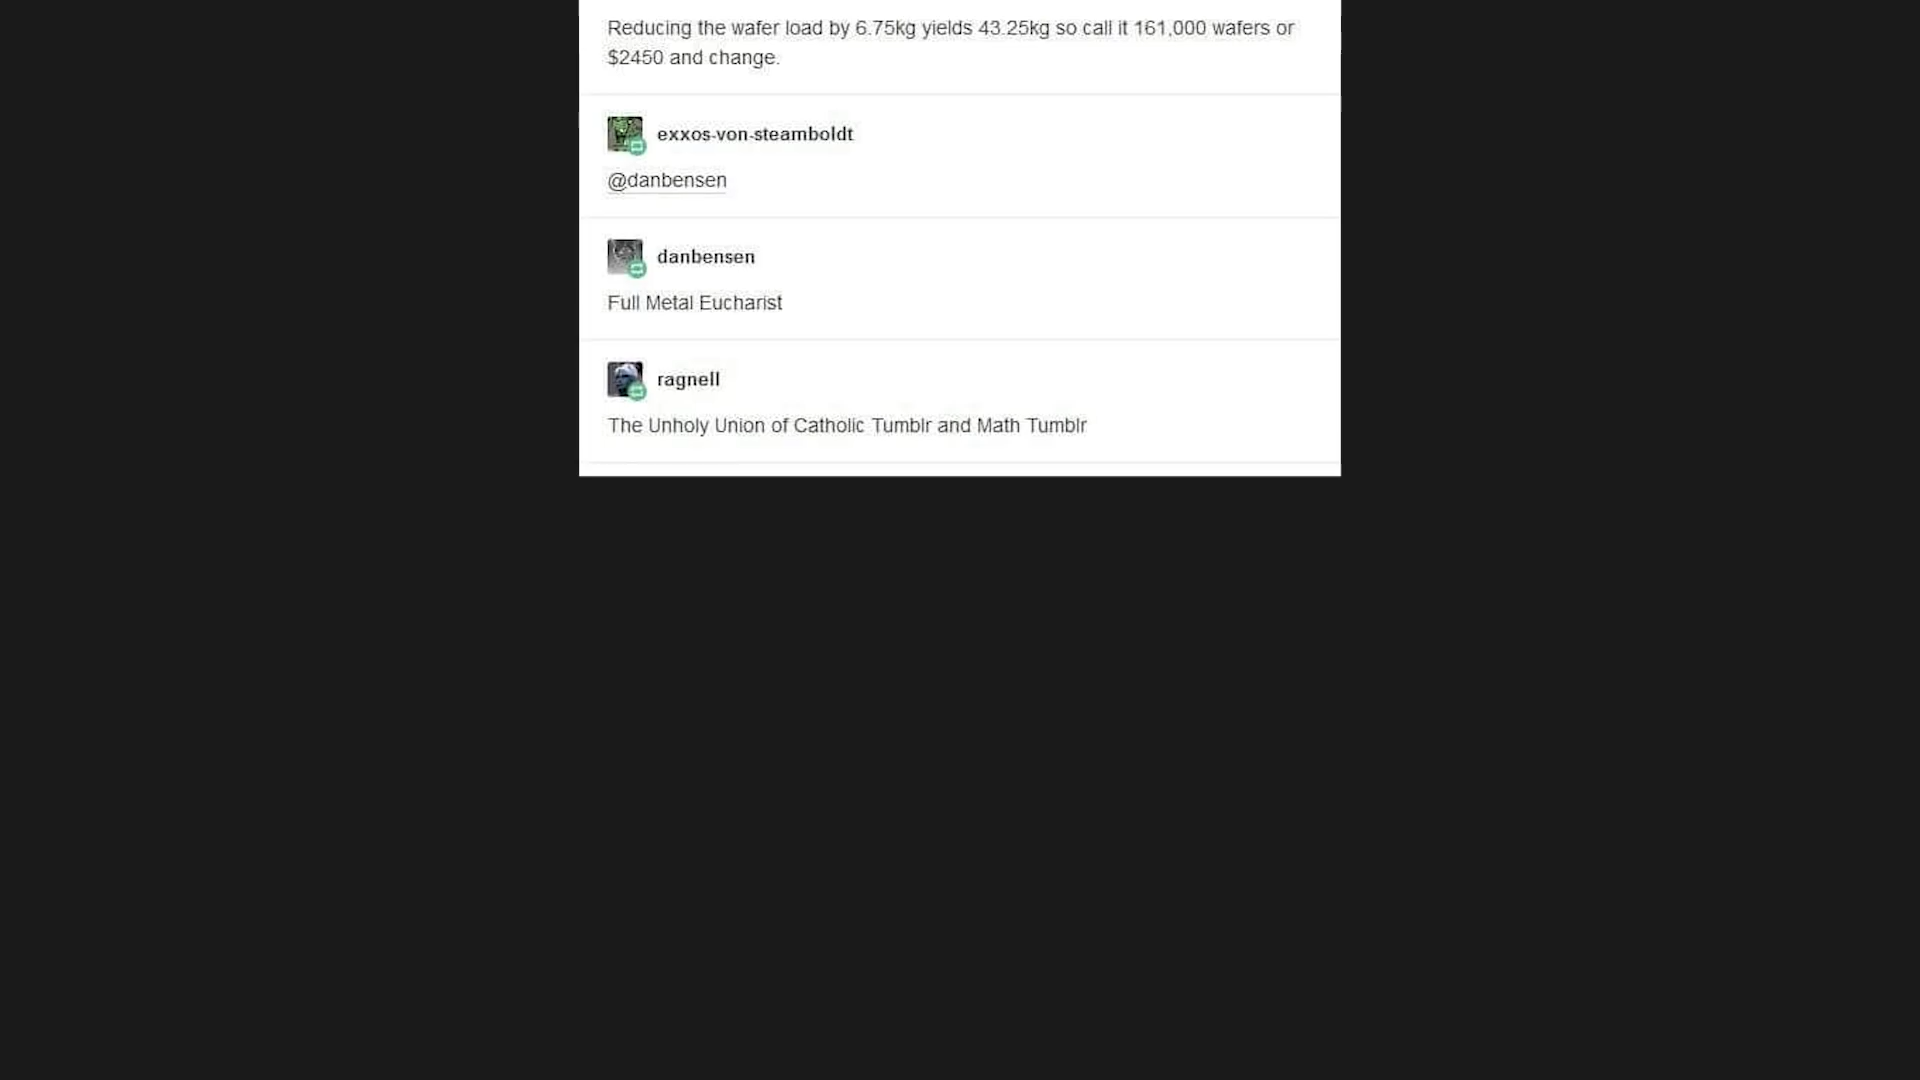 Reducing the wafer load by 6.75kg yields 43.25kg so call it 161,000 wafers or
$2450 and change.
exxos-von-steamboldt
@danbensen
danbensen
Full Metal Eucharist
ragnell
The Unholy Union of Catholic Tumblr and Math Tumblr